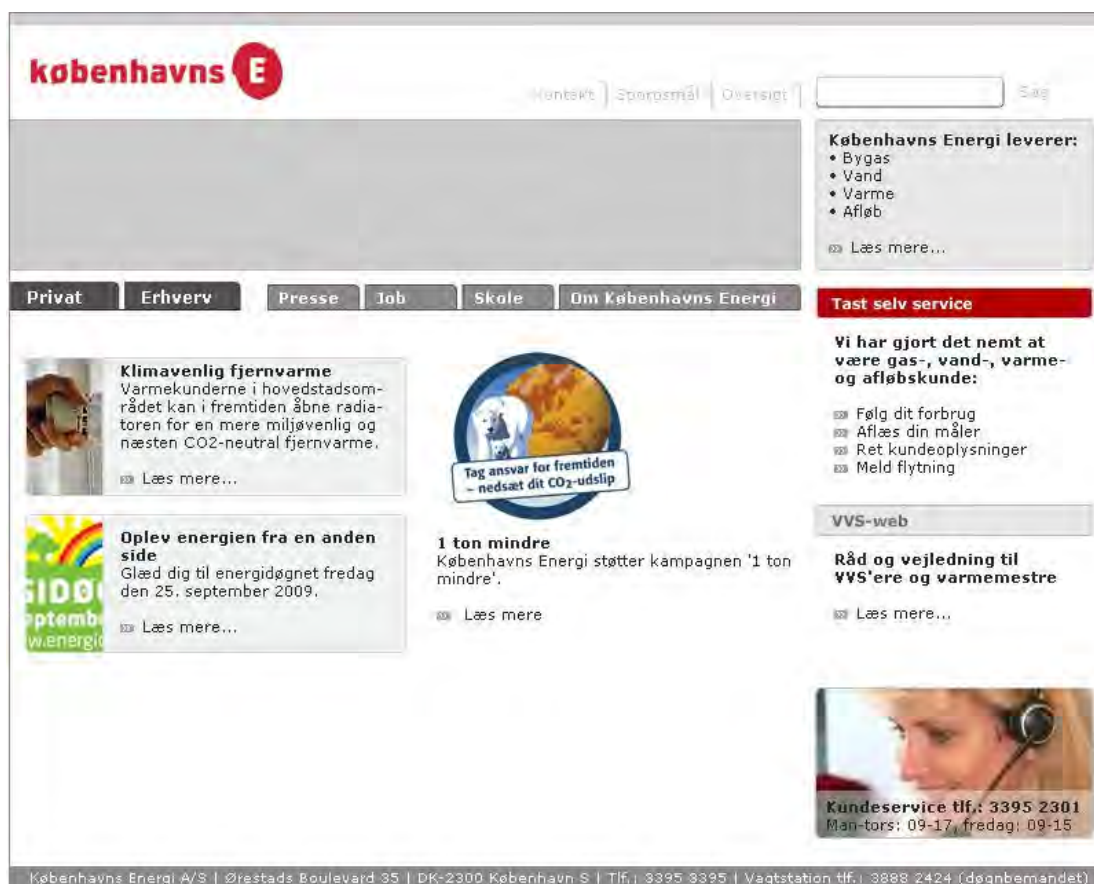 københavns E
Kontakt | Spørgsmål | Oversigt | Søg
Københavns Energi leverer:
• Bygas
• Vand
• Varme
• Afløb
Læs mere...
Privat
Erhverv
Presse
Job
Skole
Om Københavns Energi
Klimavenlig fjernvarme
Varmekunderne i hovedstadsom-
rådet kan i fremtiden åbne radia-
toren for en mere miljøvenlig og
næsten CO2-neutral fjernvarme.
Læs mere...
Oplev energien fra en anden
side
Glæd dig til energidøgnet fredag
den 25. september 2009.
Læs mere...
SIDØ
ptemb
w.energi
Tag ansvar for fremtiden
– nedsæt dit CO2-udslip
1 ton mindre
Københavns Energi støtter kampagnen '1 ton
mindre'.
Læs mere
Tast selv service
Vi har gjort det nemt at
være gas-, vand-, varme-
og afløbskunde:
Følg dit forbrug
Aflæs din måler
Ret kundeoplysninger
Meld flytning
VVS-web
Råd og vejledning til
VVS'ere og varmemestre
Læs mere...
Kundeservice tlf.: 3395 2301
Man-tors: 09-17, fredag: 09-15
Københavns Energi A/S | Ørestads Boulevard 35 | DK-2300 København S | Tlf.: 3395 3395 | Vagtstation tlf.: 3888 2424 (døgnbemandet)